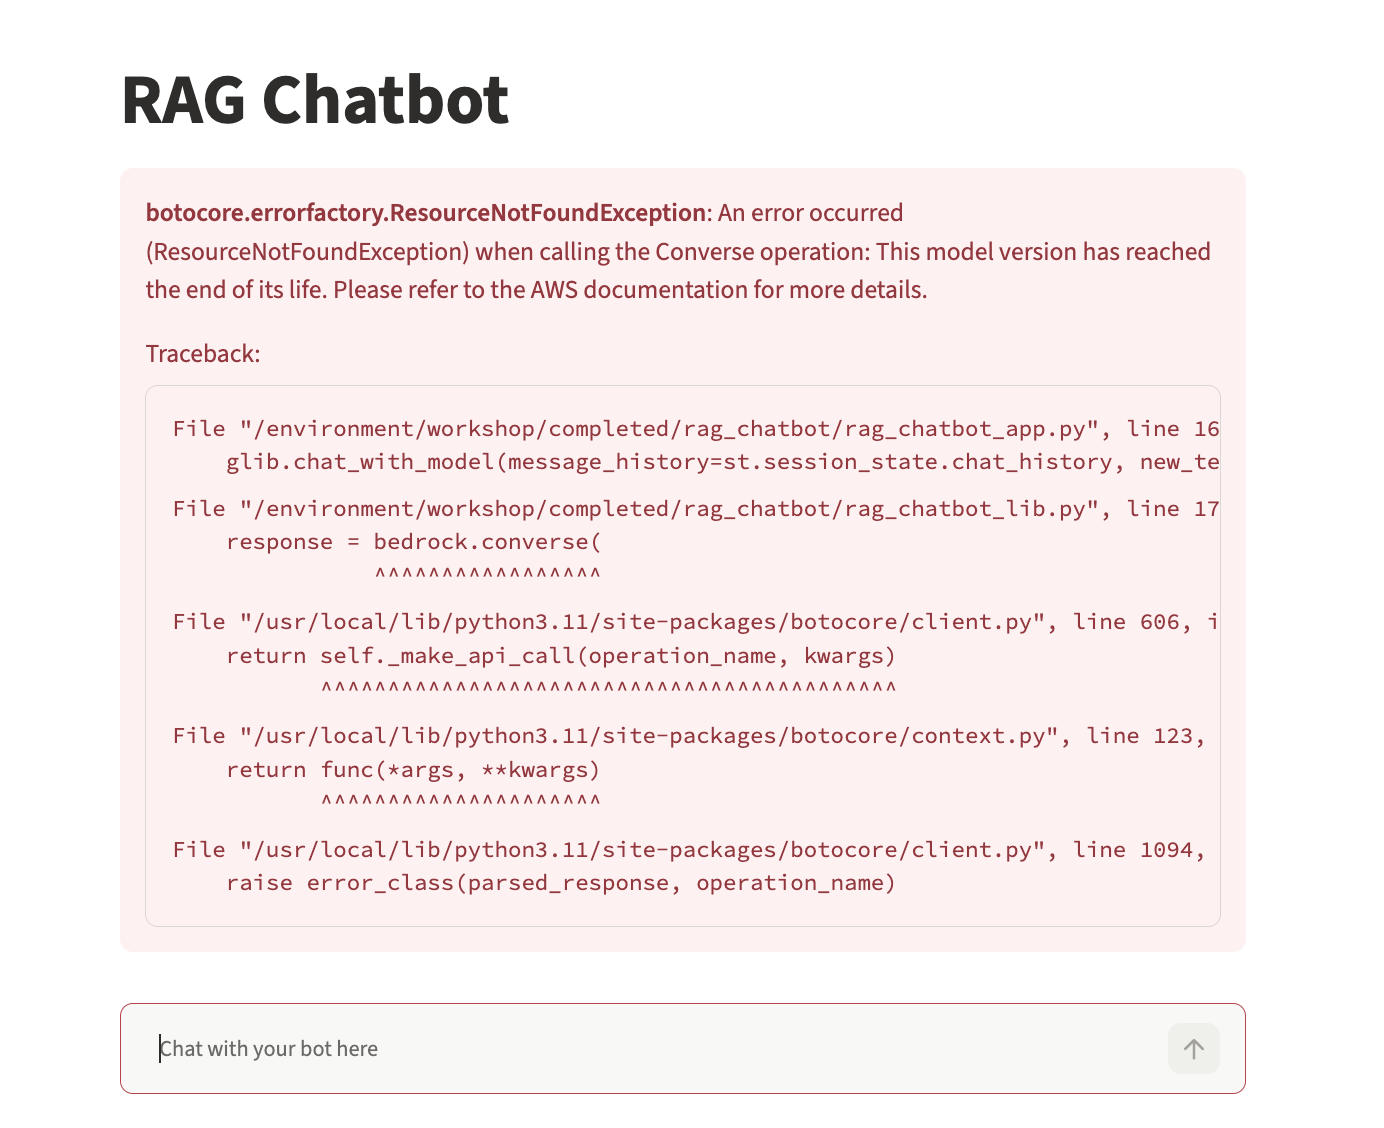 RAG Chatbot
botocore.errorfactory.ResourceNotFoundException: An error occurred
(ResourceNotFoundException) when calling the Converse operation: This model version has reached
the end of its life. Please refer to the AWS documentation for more details.
Traceback:
File "/environment/workshop/completed/rag_chatbot/rag_chatbot_app.py", line 16
    glib.chat_with_model(message_history=st.session_state.chat_history, new_te
File "/environment/workshop/completed/rag_chatbot/rag_chatbot_lib.py", line 17
    response = bedrock.converse(
               ^^^^^^^^^^^^^^^^^
File "/usr/local/lib/python3.11/site-packages/botocore/client.py", line 606, i
    return self._make_api_call(operation_name, kwargs)
           ^^^^^^^^^^^^^^^^^^^^^^^^^^^^^^^^^^^^^^^^^^^
File "/usr/local/lib/python3.11/site-packages/botocore/context.py", line 123,
    return func(*args, **kwargs)
           ^^^^^^^^^^^^^^^^^^^^^
File "/usr/local/lib/python3.11/site-packages/botocore/client.py", line 1094,
    raise error_class(parsed_response, operation_name)
Chat with your bot here